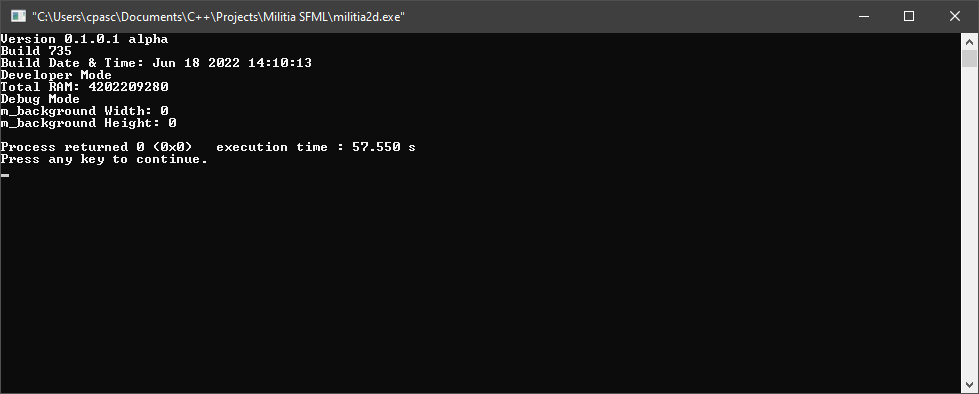 "C:\Users\cpasc\Documents\C++\Projects\Militia SFML\militia2d.exe"
Version 0.1.0.1 alpha
Build 735
Build Date & Time: Jun 18 2022 14:10:13
Developer Mode
Total RAM: 4202209280
Debug Mode
m_background Width: 0
m_background Height: 0
Process returned 0 (0x0)   execution time : 57.550 s
Press any key to continue.